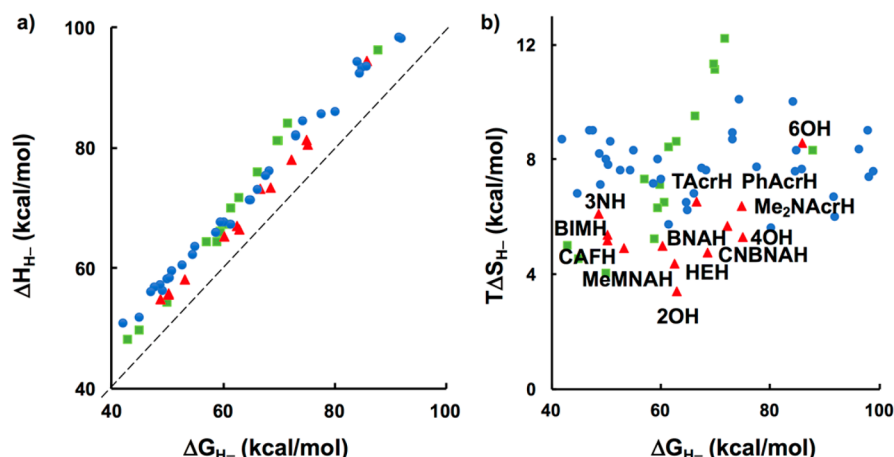 a)
100
80
60
40
ΔH_H− (kcal/mol)
40 60 80 100
ΔG_H− (kcal/mol)
b)
12
8
4
0
TΔS_H− (kcal/mol)
6OH
TAcrH PhAcrH
3NH
Me₂NAcrH
BIMH
BNAH 4OH
CAFH
CNBNAH
MeMNAH HEH
2OH
40 60 80 100
ΔG_H− (kcal/mol)